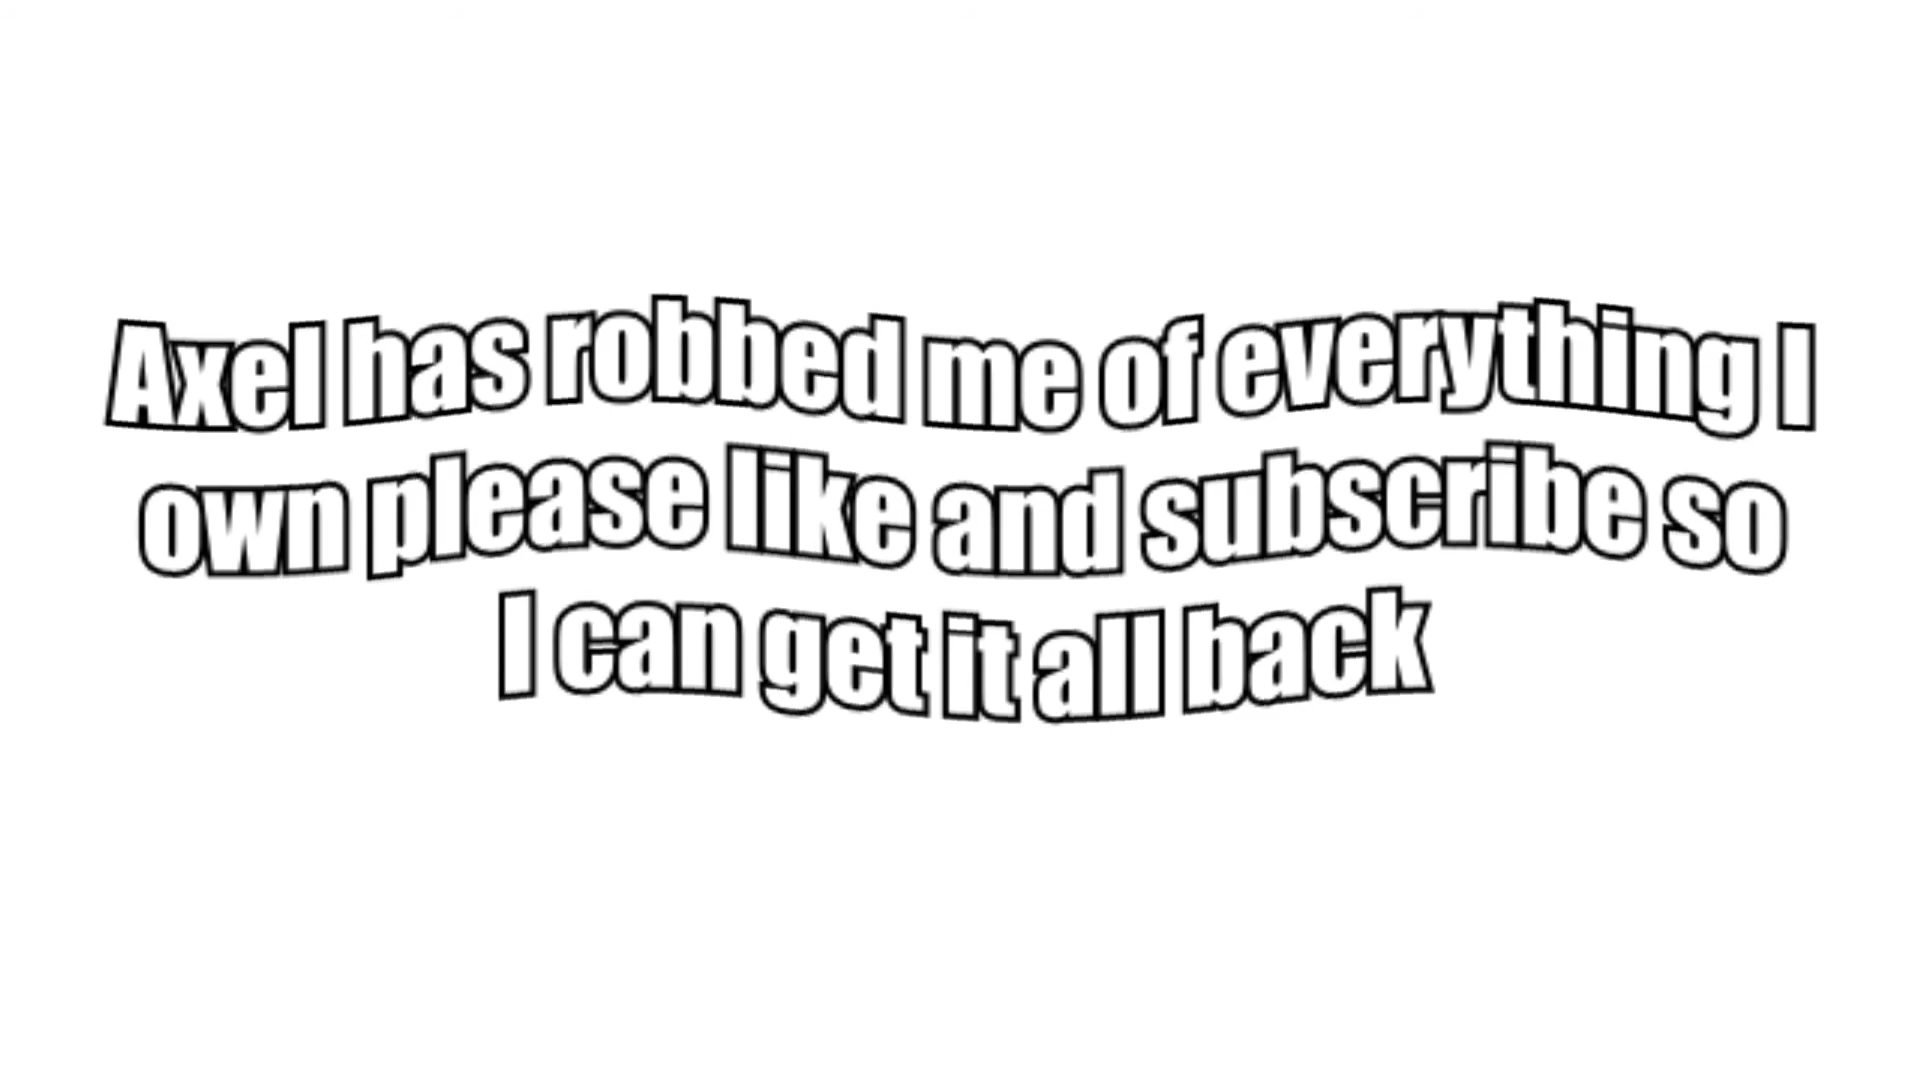 Axel has robbed me of everything I
own please like and subscribe so
I can get it all back